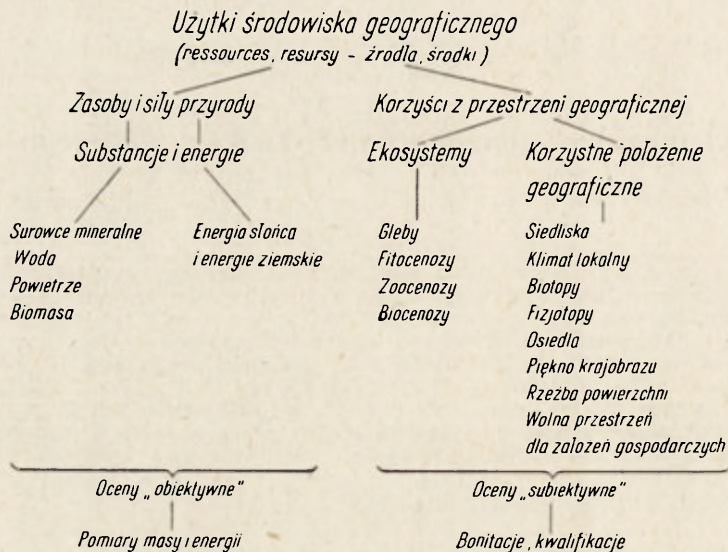 Użytki środowiska geograficznego
(ressources, resursy - żrodła, środki)
Zasoby i siły przyrody
Korzyści z przestrzeni geograficznej
Substancje i energie
Ekosystemy
Korzystne położenie
geograficzne
Surowce mineralne
Woda
Powietrze
Biomasa
Energia słońca
i energie ziemskie
Gleby
Fitocenozy
Zoocenozy
Biocenozy
Siedliska
Klimat lokalny
Biotopy
Fizjotopy
Osiedla
Piękno krajobrazu
Rzeźba powierzchni
Wolna przestrzeń
dla założeń gospodarczych
Oceny „obiektywne"
Oceny „subiektywne"
Pomiary masy i energii
Bonitacje, kwalifikacje